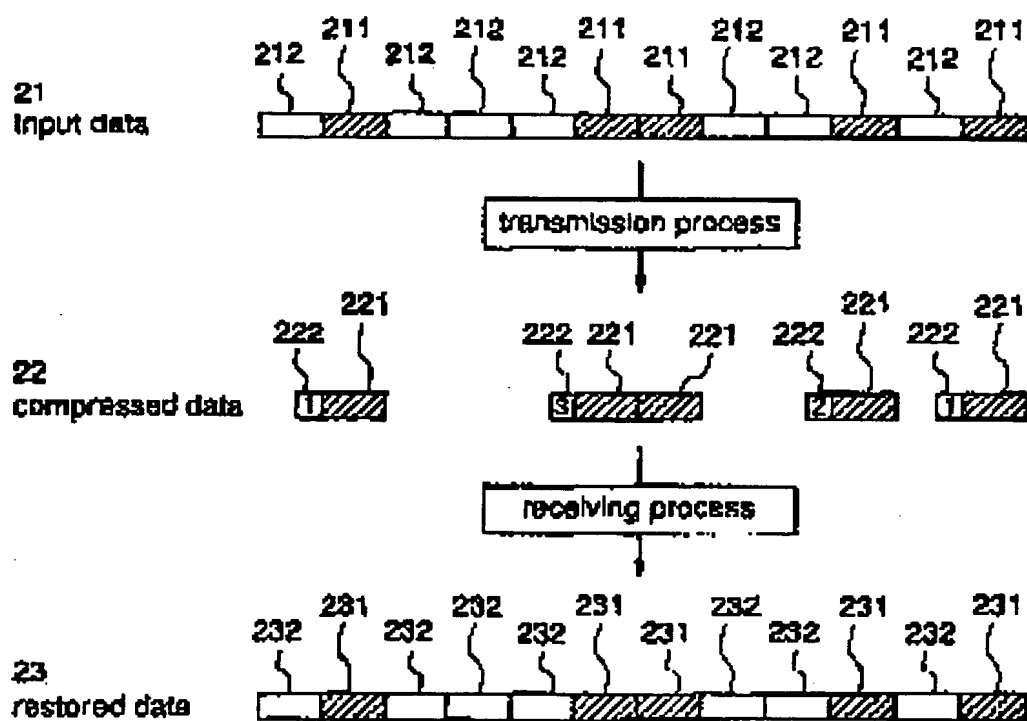 212 211 212 212 212 211 211 212 212 211 212 211
21
Input data
transmission process
222 221 222 221 221 222 221 222 221
22
compressed data
1 3 2 1
receiving process
232 231 232 232 232 231 231 232 232 231 232 231
23
restored data